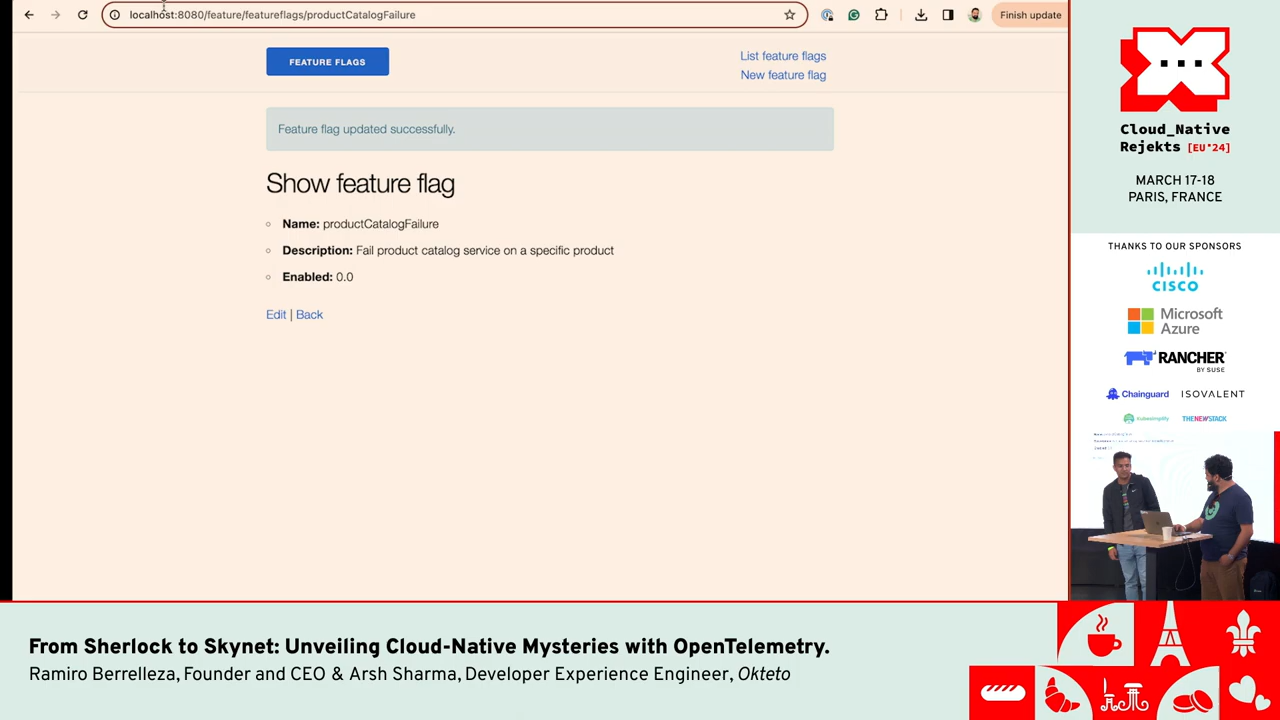 localhost:8080/feature/featureflags/productCatalogFailure
Finish update
FEATURE FLAGS
List feature flags
New feature flag
Feature flag updated successfully.
Show feature flag
Name: productCatalogFailure
Description: Fail product catalog service on a specific product
Enabled: 0.0
Edit | Back
Cloud_Native
Rejekts [EU'24]
MARCH 17-18
PARIS, FRANCE
THANKS TO OUR SPONSORS
CISCO
Microsoft
Azure
RANCHER
BY SUSE
Chainguard
ISOVALENT
kubesimplify
THENEWSTACK
From Sherlock to Skynet: Unveiling Cloud-Native Mysteries with OpenTelemetry.
Ramiro Berrelleza, Founder and CEO & Arsh Sharma, Developer Experience Engineer, Okteto